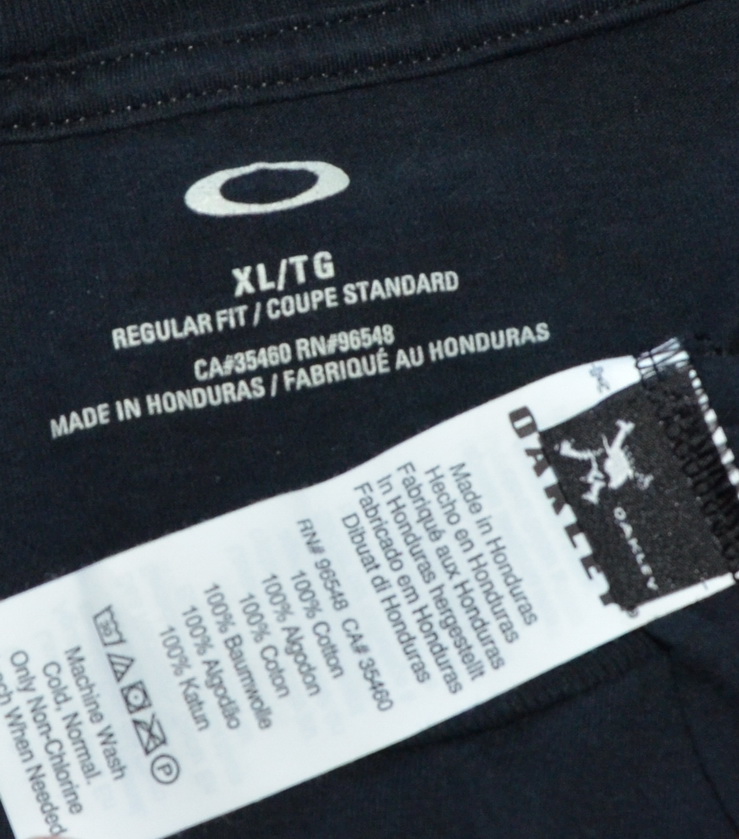 XL/TG
REGULAR FIT / COUPE STANDARD
CA#35460 RN#96548
MADE IN HONDURAS / FABRIQUÉ AU HONDURAS
OAKLEY
OAKLEY
Made in Honduras
Hecho en Honduras
Fabriqué aux Honduras
In Honduras hergestellt
Fabricado em Honduras
Dibuat di Honduras
RN# 96548 CA# 35460
100% Cotton
100% Algodon
100% Coton
100% Baumwolle
100% Algodão
100% Katun
Machine Wash
Cold, Normal.
Only Non-Chlorine
When Needed